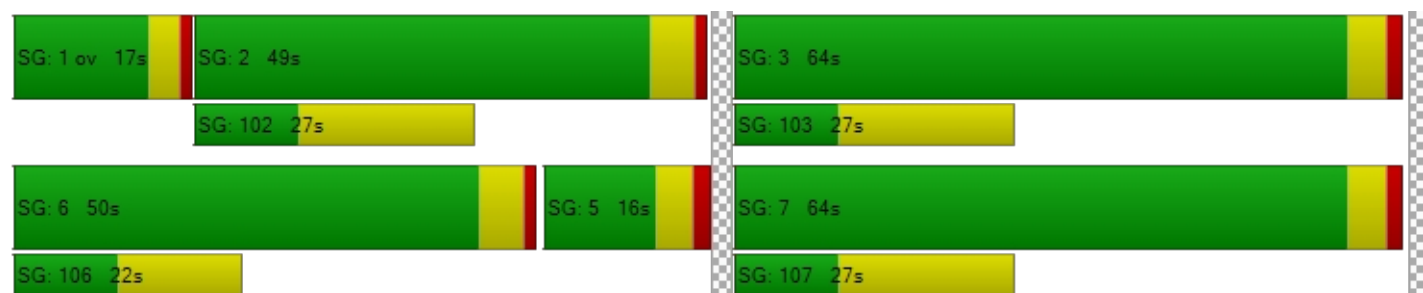 SG: 1 ov 17s SG: 2 49s SG: 3 64s
SG: 102 27s SG: 103 27s
SG: 6 50s SG: 5 16s SG: 7 64s
SG: 106 22s SG: 107 27s